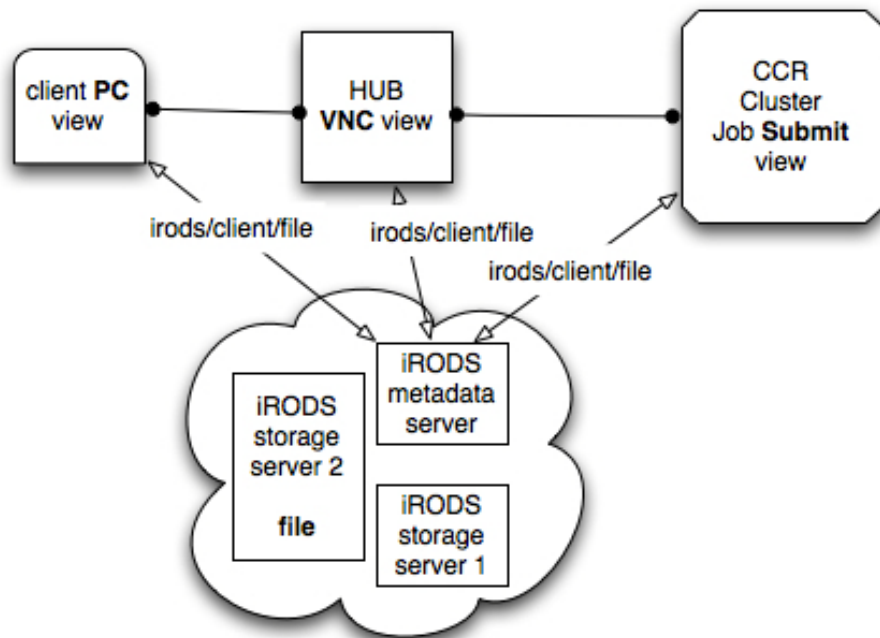 client PC
view
HUB
VNC view
CCR
Cluster
Job Submit
view
irods/client/file
irods/client/file
irods/client/file
iRODS
metadata
server
iRODS
storage
server 2
file
iRODS
storage
server 1